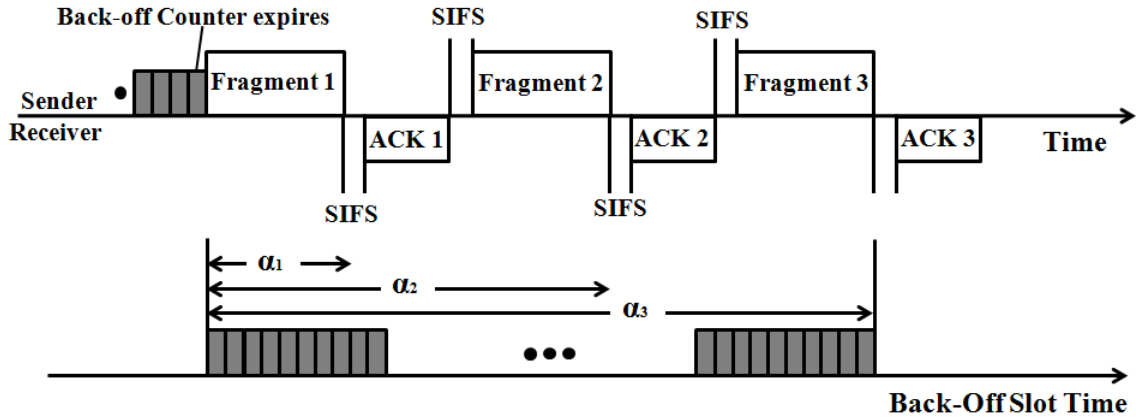 SIFS
SIFS
Back-off Counter expires
Fragment 1
Fragment 2
Fragment 3
Sender
Receiver
ACK 1
ACK 2
ACK 3
Time
SIFS
SIFS
α1
α2
α3
Back-Off Slot Time